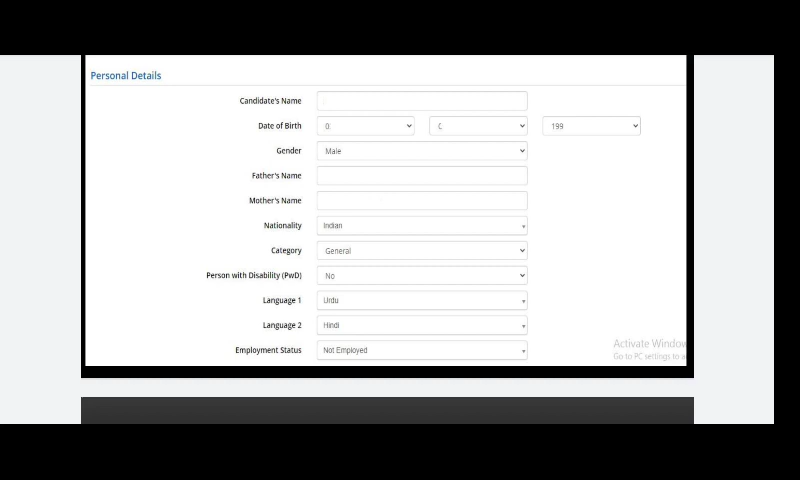 Personal Details
Candidate's Name
Date of Birth 0 199
Gender Male
Father's Name
Mother's Name
Nationality Indian
Category General
Person with Disability (PwD) No
Language 1 Urdu
Language 2 Hindi
Employment Status Not Employed
Activate Window
Go to PC settings to a